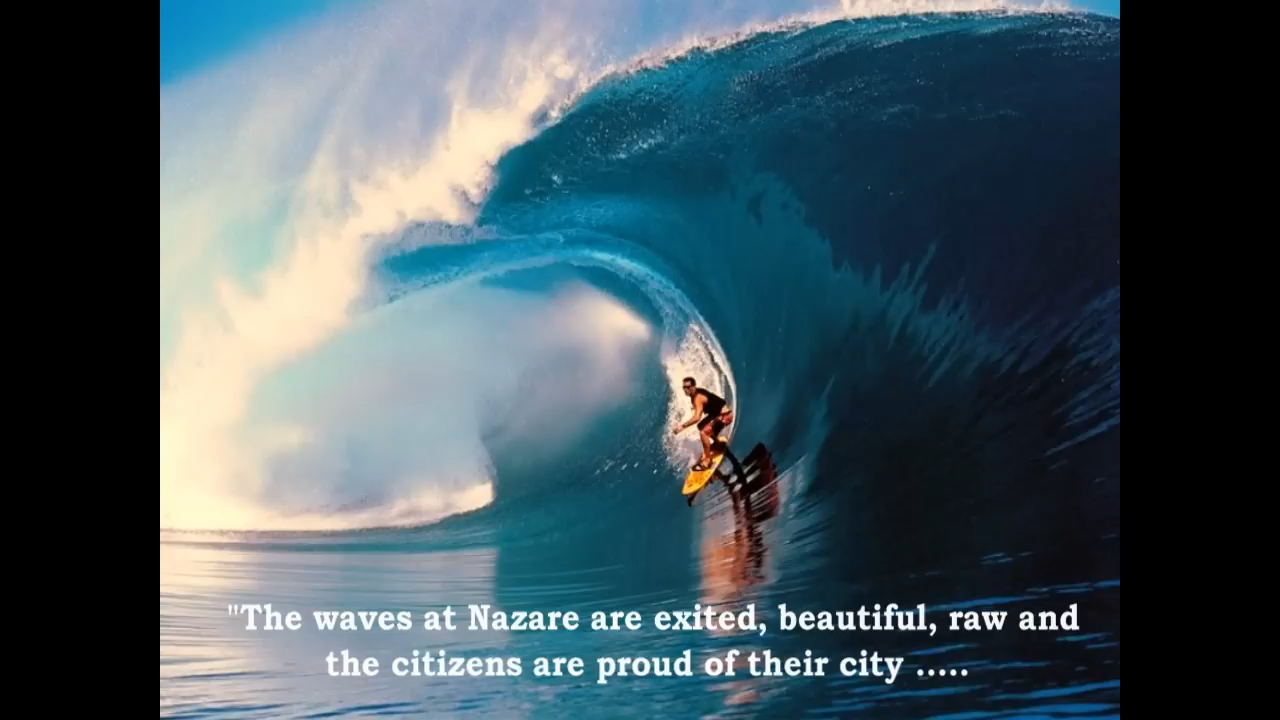 "The waves at Nazare are exited, beautiful, raw and
the citizens are proud of their city .....